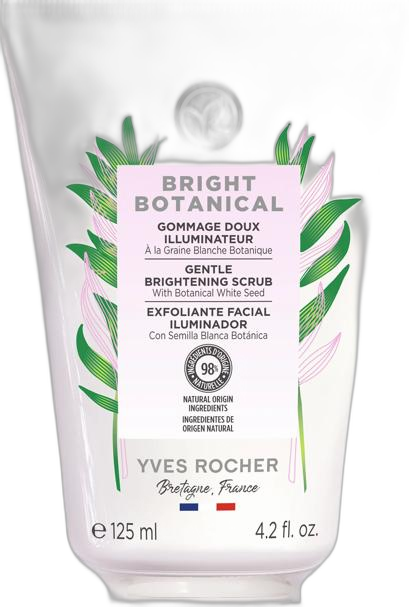 BRIGHT
BOTANICAL
GOMMAGE DOUX
ILLUMINATEUR
À la Graine Blanche Botanique
GENTLE
BRIGHTENING SCRUB
With Botanical White Seed
EXFOLIANTE FACIAL
ILUMINADOR
Con Semilla Blanca Botánica
INGRÉDIENTS D'ORIGINE
98%
NATURELLE
NATURAL ORIGIN
INGREDIENTS
INGREDIENTES DE
ORIGEN NATURAL
YVES ROCHER
Bretagne, France
℮ 125 ml 4.2 fl. oz.